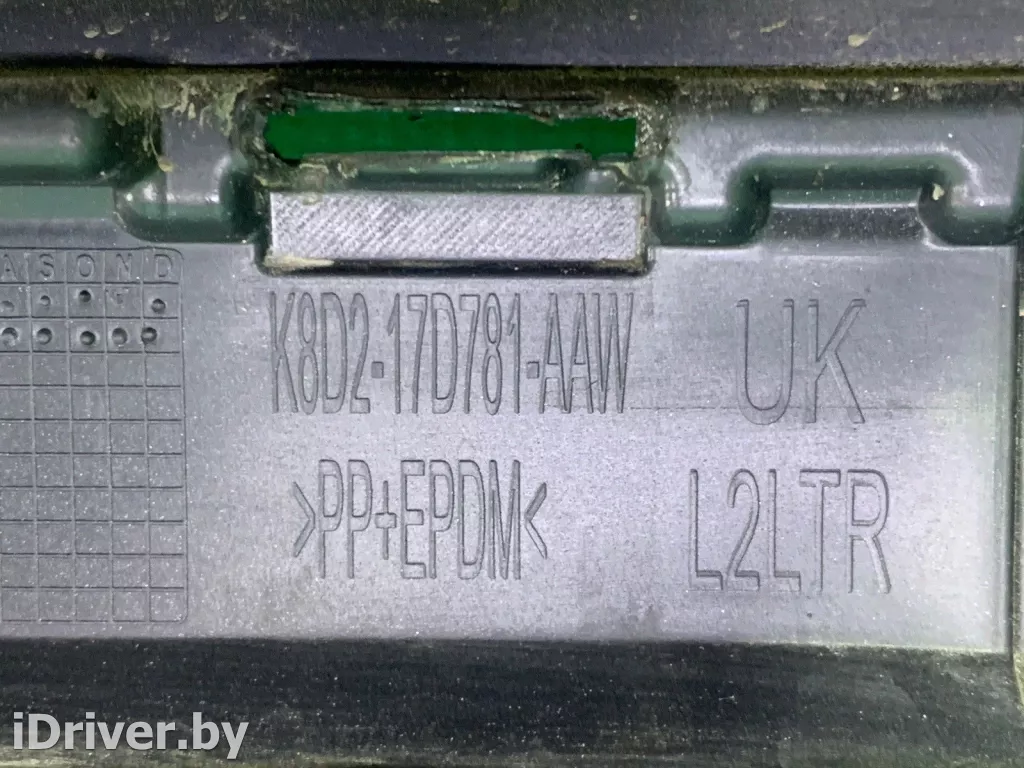 A S O N D
K8D2-17D781-AAW
UK
>PP+EPDM<
L2LTR
iDriver.by